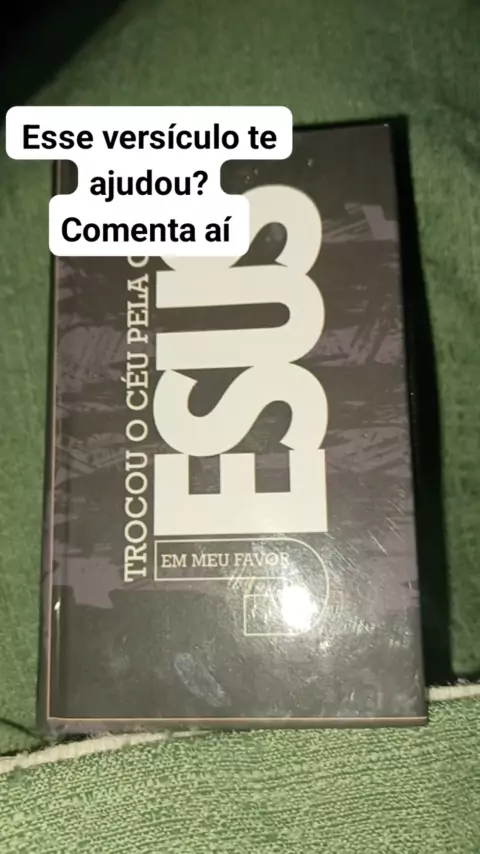 Esse versículo te
ajudou?
Comenta aí
TROCOU O CÉU PELA
ESUS
EM MEU FAVOR